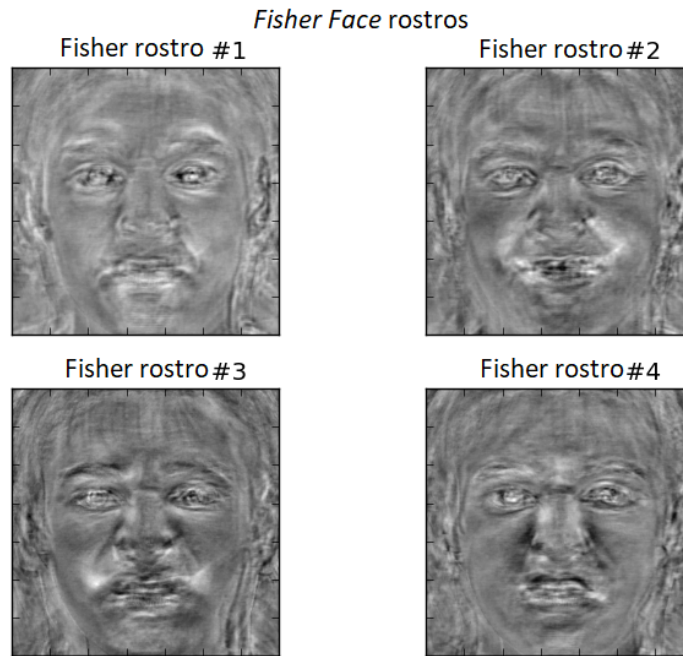 Fisher Face rostros
Fisher rostro #1
Fisher rostro #2
Fisher rostro #3
Fisher rostro #4